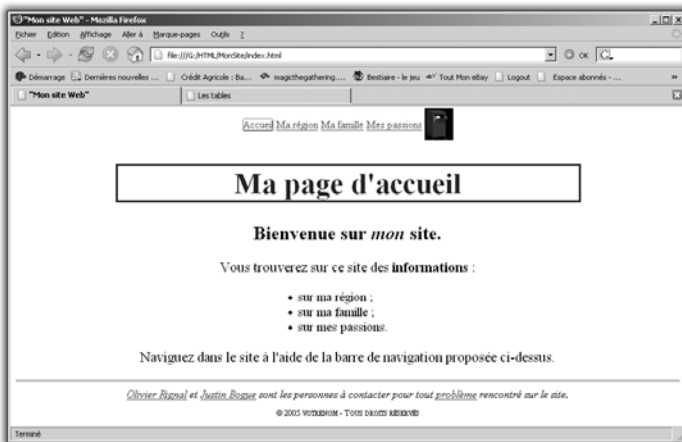 "Mon site Web" - Mozilla Firefox
Fichier Edition Affichage Aller à Marque-pages Outils ?
file:///G:/HTML/MonSite/index.html OK G
Démarrage Dernières nouvelles ... Crédit Agricole : Ba... magicthegathering.... Bestiaire - le jeu Tout Mon eBay Logout Espace abonnés - ... »
"Mon site Web" Les tables
Accueil Ma région Ma famille Mes passions
Ma page d'accueil
Bienvenue sur mon site.
Vous trouverez sur ce site des informations :
• sur ma région ;
• sur ma famille ;
• sur mes passions.
Naviguez dans le site à l'aide de la barre de navigation proposée ci-dessus.
Olivier Rignal et Justin Bogue sont les personnes à contacter pour tout problème rencontré sur le site.
© 2005 VOTRENOM - TOUS DROITS RÉSERVÉS
Terminé